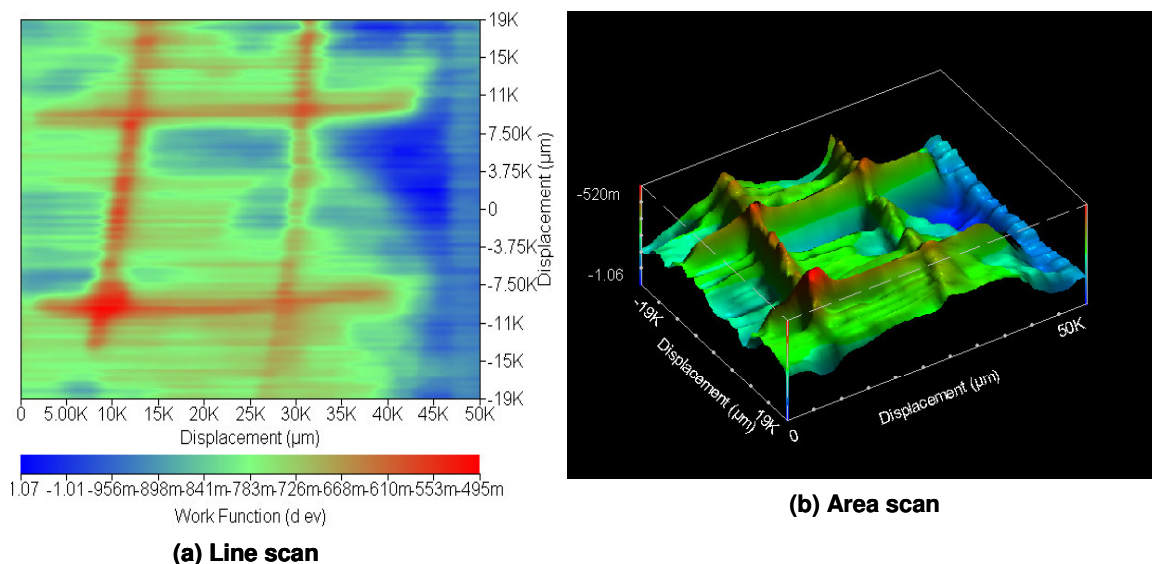 19K
15K
11K
7.50K
3.75K
0
-3.75K
-7.50K
-11K
-15K
-19K
Displacement (µm)
0 5.00K 10K 15K 20K 25K 30K 35K 40K 45K 50K
Displacement (µm)
1.07 -1.01 -956m -898m -841m -783m -726m -668m -610m -553m -495m
Work Function (d ev)
(a) Line scan
-520m
-1.06
-19K
Displacement (µm)
19K
0
Displacement (µm)
50K
(b) Area scan